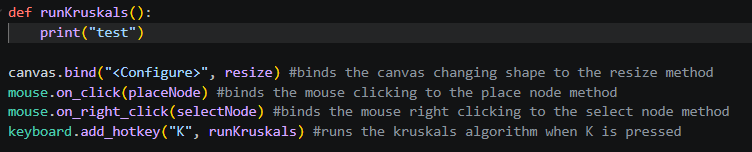 def runKruskals():
    print("test")
canvas.bind("<Configure>", resize) #binds the canvas changing shape to the resize method
mouse.on_click(placeNode) #binds the mouse clicking to the place node method
mouse.on_right_click(selectNode) #binds the mouse right clicking to the select node method
keyboard.add_hotkey("K", runKruskals) #runs the kruskals algorithm when K is pressed